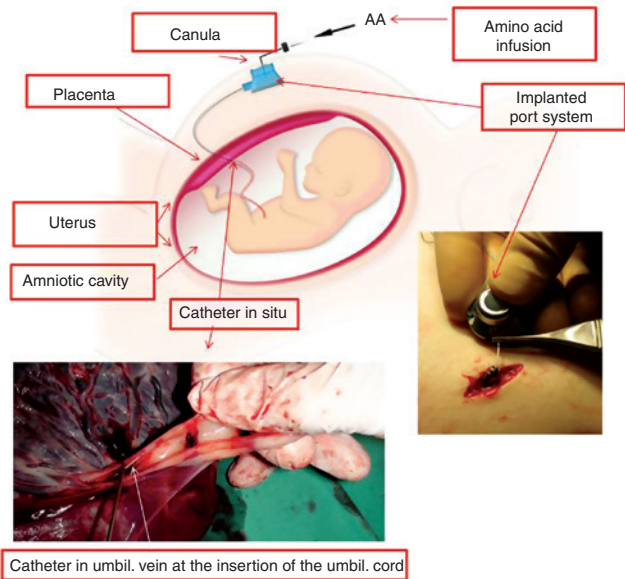 Canula
AA
Amino acid
infusion
Placenta
Implanted
port system
Uterus
Amniotic cavity
Catheter in situ
Catheter in umbil. vein at the insertion of the umbil. cord